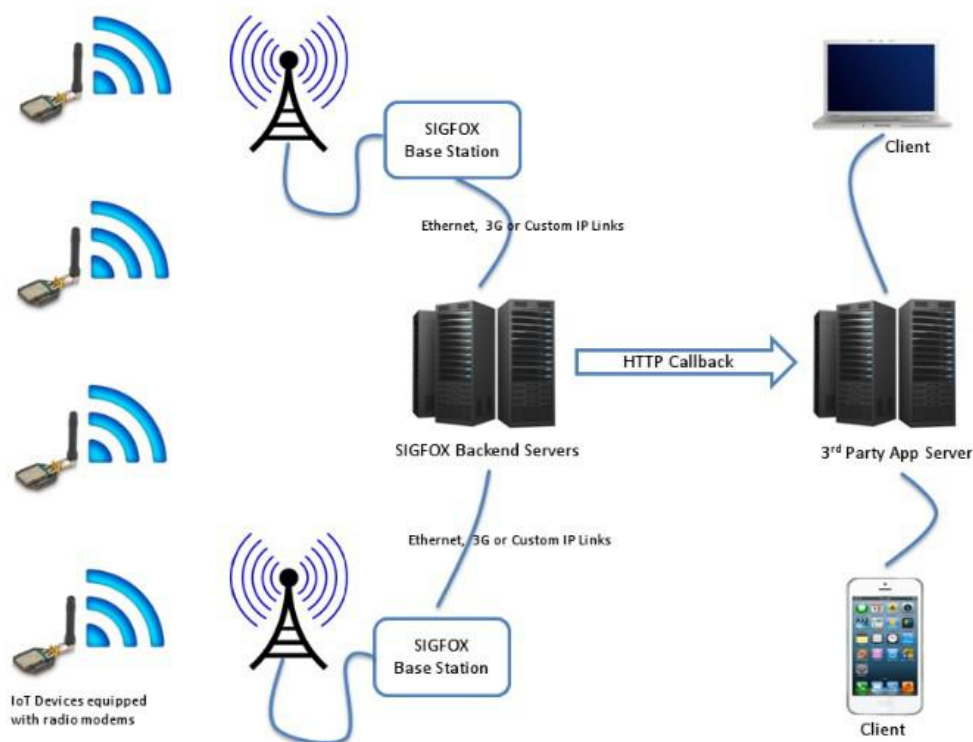 SIGFOX
Base Station
Client
Ethernet, 3G or Custom IP Links
HTTP Callback
SIGFOX Backend Servers
3rd Party App Server
Ethernet, 3G or Custom IP Links
SIGFOX
Base Station
IoT Devices equipped
with radio modems
Client